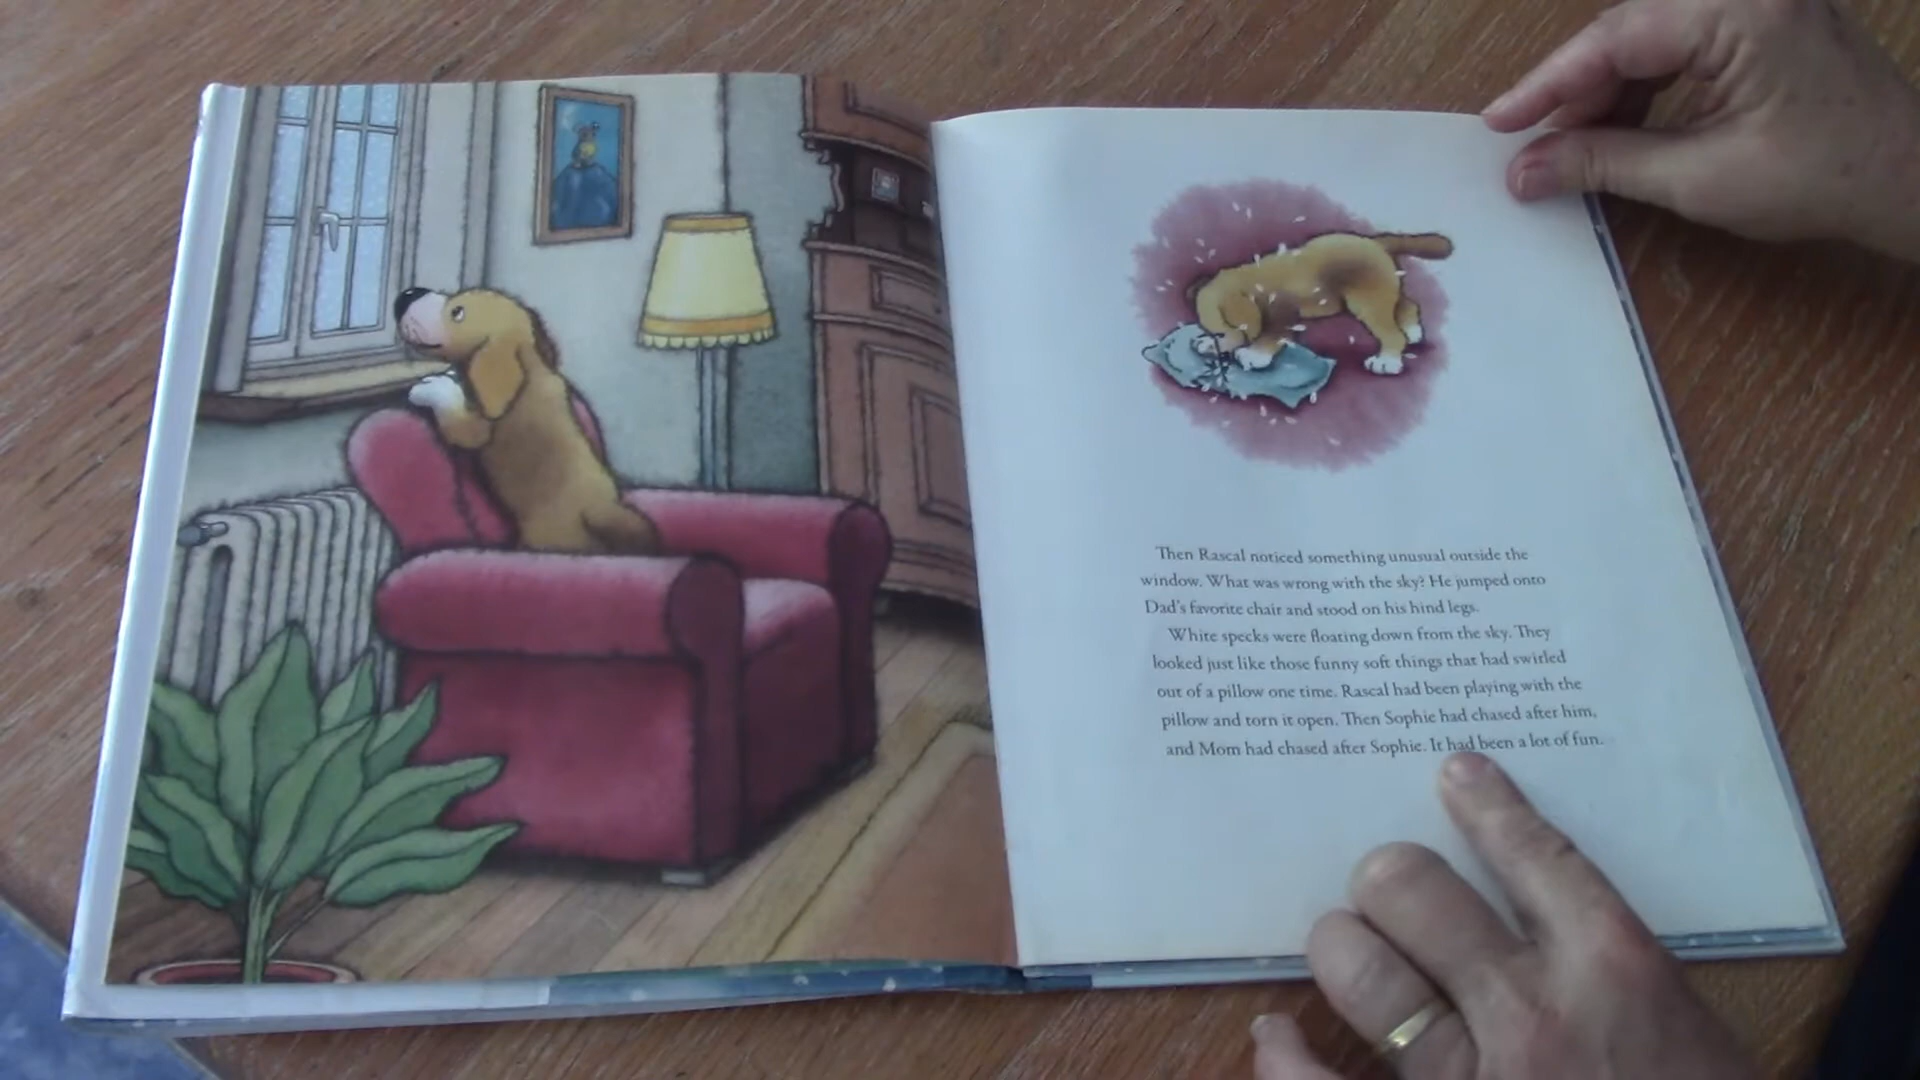 Then Rascal noticed something unusual outside the
window. What was wrong with the sky? He jumped onto
Dad's favorite chair and stood on his hind legs.
White specks were floating down from the sky. They
looked just like those funny soft things that had swirled
out of a pillow one time. Rascal had been playing with the
pillow and torn it open. Then Sophie had chased after him,
and Mom had chased after Sophie. It had been a lot of fun.